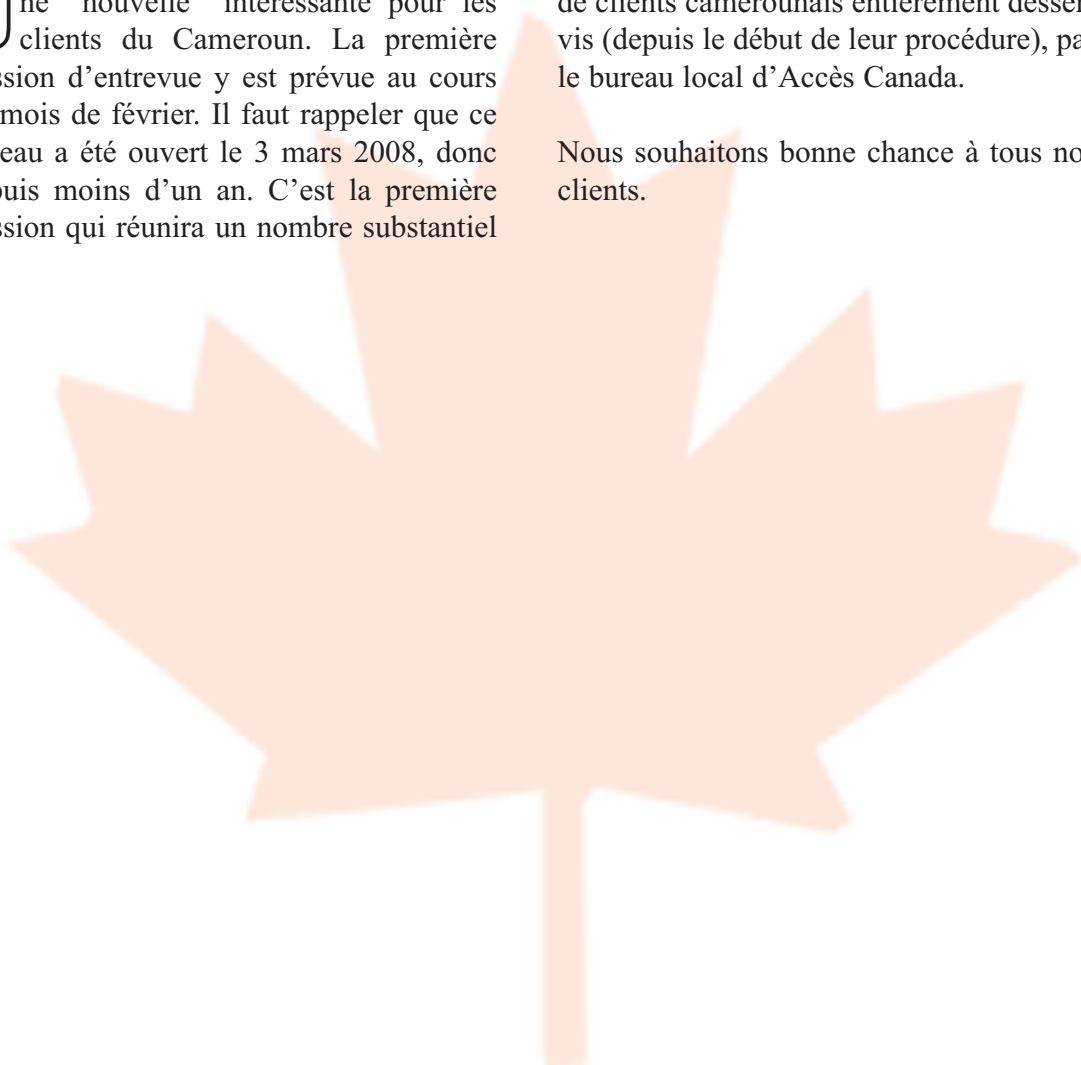 ne nouvelle intéressante pour les
clients du Cameroun. La première
ssion d'entrevue y est prévue au cours
mois de février. Il faut rappeler que ce
eau a été ouvert le 3 mars 2008, donc
puis moins d'un an. C'est la première
ssion qui réunira un nombre substantiel
de clients camerounais entièrement desser
vis (depuis le début de leur procédure), pa
le bureau local d'Accès Canada.
Nous souhaitons bonne chance à tous no
clients.